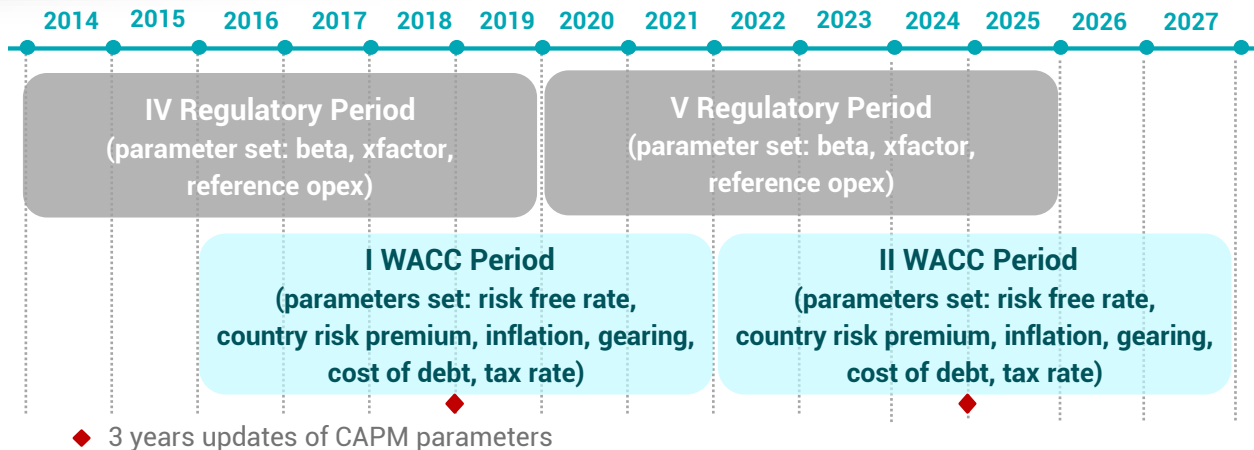 2014 2015 2016 2017 2018 2019 2020 2021 2022 2023 2024 2025 2026 2027
IV Regulatory Period
(parameter set: beta, xfactor,
reference opex)
V Regulatory Period
(parameter set: beta, xfactor,
reference opex)
I WACC Period
(parameters set: risk free rate,
country risk premium, inflation, gearing,
cost of debt, tax rate)
II WACC Period
(parameters set: risk free rate,
country risk premium, inflation, gearing,
cost of debt, tax rate)
3 years updates of CAPM parameters